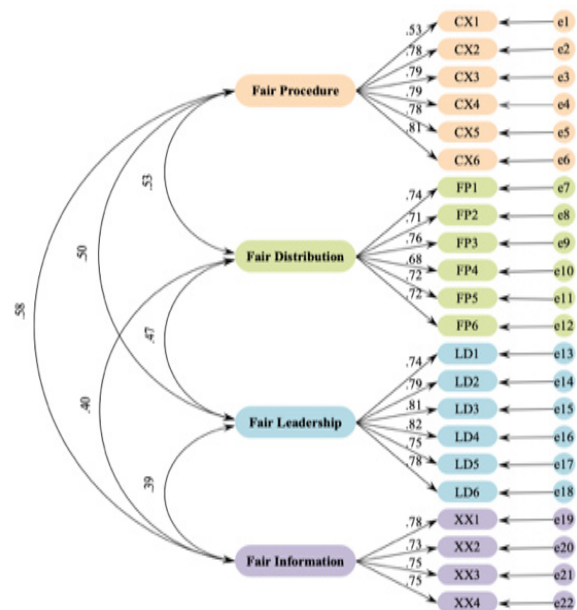 .53 CX1 e1
.78 CX2 e2
.79 CX3 e3
Fair Procedure
.79 CX4 e4
.78 CX5 e5
.81 CX6 e6
.53
.74 FP1 e7
.71 FP2 e8
.50
.76 FP3 e9
Fair Distribution
.68 FP4 e10
.72 FP5 e11
.58
.72 FP6 e12
.47
.74 LD1 e13
.79 LD2 e14
.40
.81 LD3 e15
Fair Leadership
.82 LD4 e16
.75 LD5 e17
.39
.78 LD6 e18
.78 XX1 e19
.73 XX2 e20
Fair Information
.75 XX3 e21
.75 XX4 e22